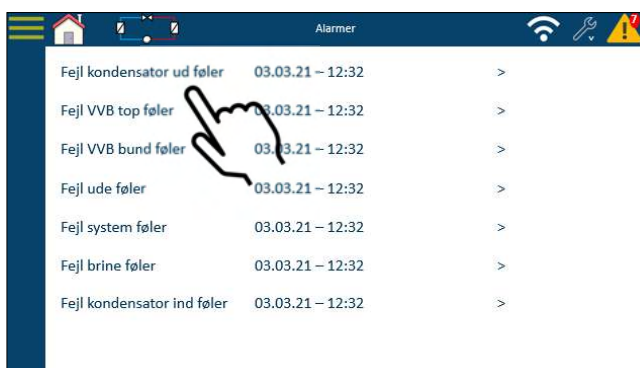 Alarmer
7
Fejl kondensator ud føler 03.03.21 – 12:32 >
Fejl VVB top føler 03.03.21 – 12:32 >
Fejl VVB bund føler 03.03.21 – 12:32 >
Fejl ude føler 03.03.21 – 12:32 >
Fejl system føler 03.03.21 – 12:32 >
Fejl brine føler 03.03.21 – 12:32 >
Fejl kondensator ind føler 03.03.21 – 12:32 >